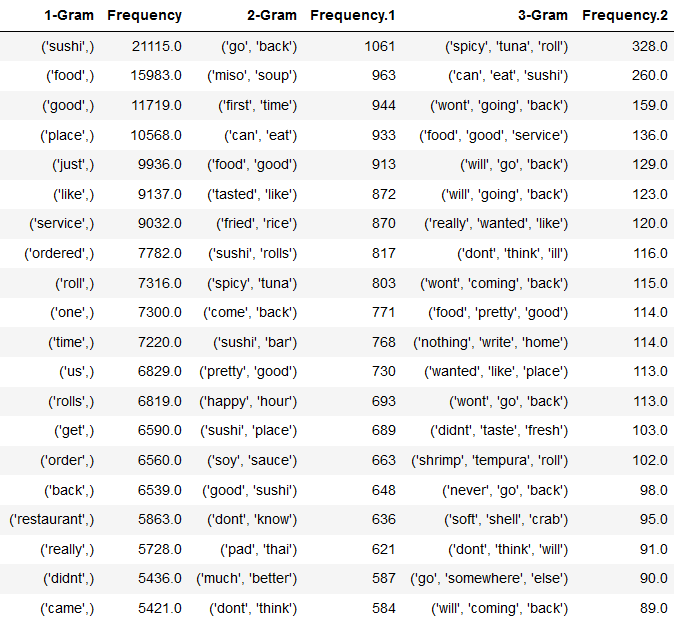 1-Gram Frequency 2-Gram Frequency.1 3-Gram Frequency.2
('sushi',) 21115.0 ('go', 'back') 1061 ('spicy', 'tuna', 'roll') 328.0
('food',) 15983.0 ('miso', 'soup') 963 ('can', 'eat', 'sushi') 260.0
('good',) 11719.0 ('first', 'time') 944 ('wont', 'going', 'back') 159.0
('place',) 10568.0 ('can', 'eat') 933 ('food', 'good', 'service') 136.0
('just',) 9936.0 ('food', 'good') 913 ('will', 'go', 'back') 129.0
('like',) 9137.0 ('tasted', 'like') 872 ('will', 'going', 'back') 123.0
('service',) 9032.0 ('fried', 'rice') 870 ('really', 'wanted', 'like') 120.0
('ordered',) 7782.0 ('sushi', 'rolls') 817 ('dont', 'think', 'ill') 116.0
('roll',) 7316.0 ('spicy', 'tuna') 803 ('wont', 'coming', 'back') 115.0
('one',) 7300.0 ('come', 'back') 771 ('food', 'pretty', 'good') 114.0
('time',) 7220.0 ('sushi', 'bar') 768 ('nothing', 'write', 'home') 114.0
('us',) 6829.0 ('pretty', 'good') 730 ('wanted', 'like', 'place') 113.0
('rolls',) 6819.0 ('happy', 'hour') 693 ('wont', 'go', 'back') 113.0
('get',) 6590.0 ('sushi', 'place') 689 ('didnt', 'taste', 'fresh') 103.0
('order',) 6560.0 ('soy', 'sauce') 663 ('shrimp', 'tempura', 'roll') 102.0
('back',) 6539.0 ('good', 'sushi') 648 ('never', 'go', 'back') 98.0
('restaurant',) 5863.0 ('dont', 'know') 636 ('soft', 'shell', 'crab') 95.0
('really',) 5728.0 ('pad', 'thai') 621 ('dont', 'think', 'will') 91.0
('didnt',) 5436.0 ('much', 'better') 587 ('go', 'somewhere', 'else') 90.0
('came',) 5421.0 ('dont', 'think') 584 ('will', 'coming', 'back') 89.0